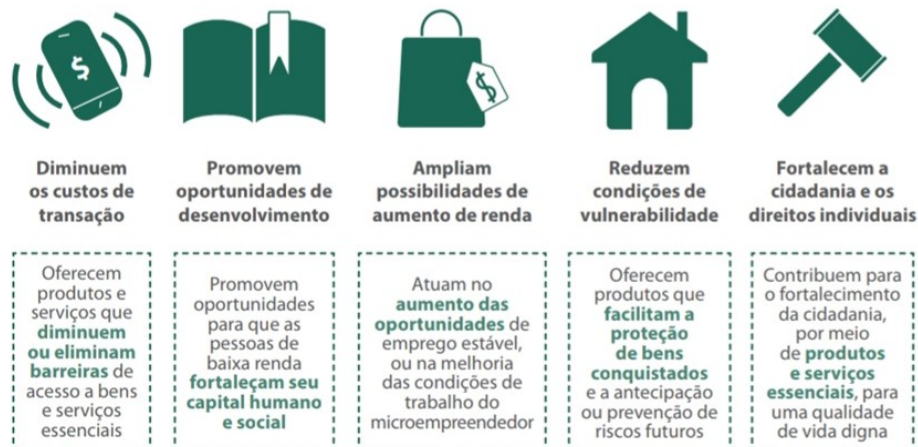 $
$
Diminuem
os custos de
transação
Promovem
oportunidades de
desenvolvimento
Ampliam
possibilidades de
aumento de renda
Reduzem
condições de
vulnerabilidade
Fortalecem a
cidadania e os
direitos individuais
Oferecem
produtos e
serviços que
diminuem
ou eliminam
barreiras de
acesso a bens
e serviços
essenciais
Promovem
oportunidades
para que as
pessoas de
baixa renda
fortaleçam seu
capital humano
e social
Atuam no
aumento das
oportunidades de
emprego estável,
ou na melhoria
das condições de
trabalho do
microempreendedor
Oferecem
produtos que
facilitam a
proteção
de bens
conquistados
e a antecipação
ou prevenção de
riscos futuros
Contribuem para
o fortalecimento
da cidadania,
por meio
de produtos
e serviços
essenciais, para
uma qualidade
de vida digna